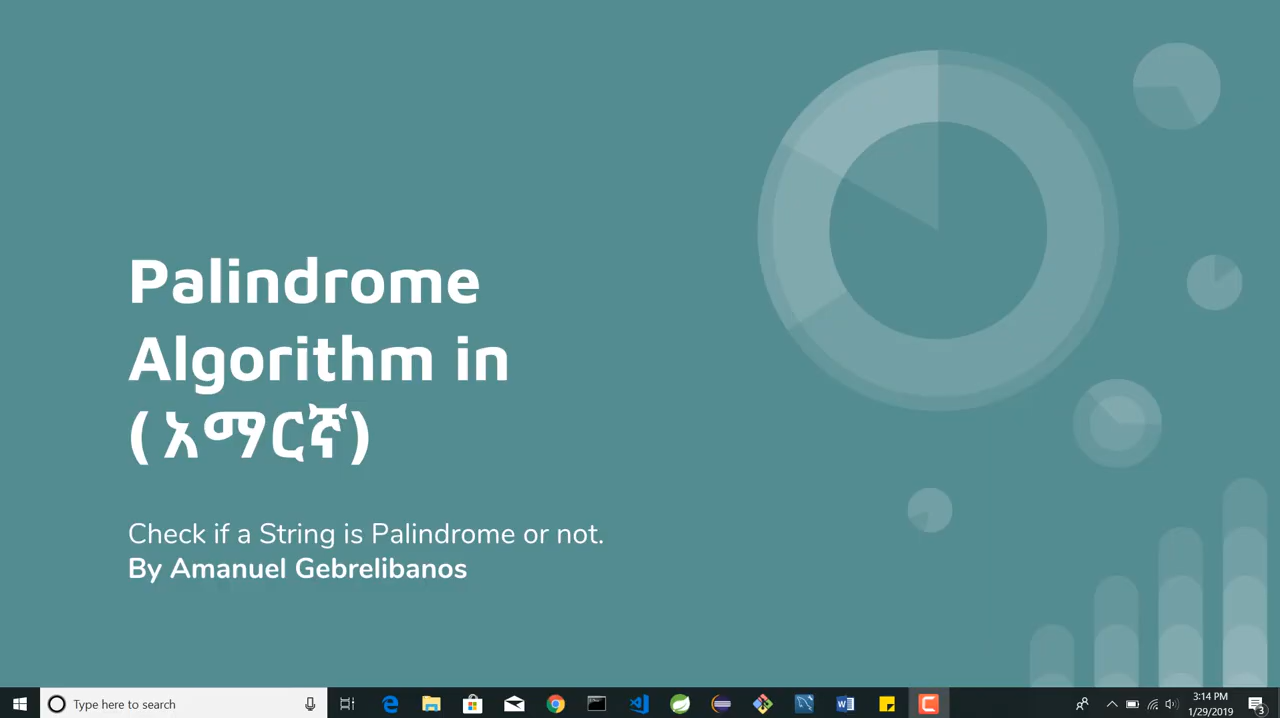 Palindrome
Algorithm in
( አማርኛ)
Check if a String is Palindrome or not.
By Amanuel Gebrelibanos
Type here to search
3:14 PM
1/29/2019
3